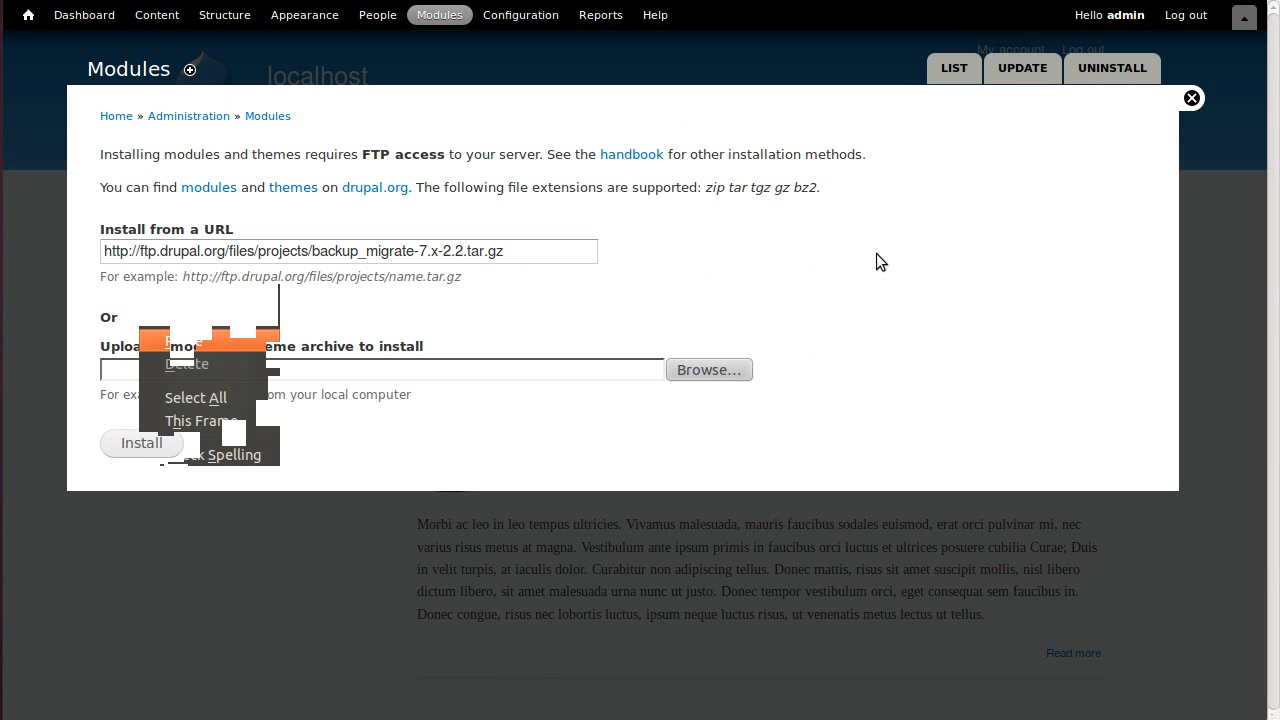 Dashboard Content Structure Appearance People Modules Configuration Reports Help Hello admin Log out
My account Log out
Modules localhost LIST UPDATE UNINSTALL
Home » Administration » Modules
Installing modules and themes requires FTP access to your server. See the handbook for other installation methods.
You can find modules and themes on drupal.org. The following file extensions are supported: zip tar tgz gz bz2.
Install from a URL
http://ftp.drupal.org/files/projects/backup_migrate-7.x-2.2.tar.gz
For example: http://ftp.drupal.org/files/projects/name.tar.gz
Or
archive to install
Browse...
Delete
For your local computer
Select All
This Frame
Install
Spelling
Morbi ac leo in leo tempus ultricies. Vivamus malesuada, mauris faucibus sodales euismod, erat orci pulvinar mi, nec
varius risus metus at magna. Vestibulum ante ipsum primis in faucibus orci luctus et ultrices posuere cubilia Curae; Duis
in velit turpis, at iaculis dolor. Curabitur non adipiscing tellus. Donec mattis, risus sit amet suscipit mollis, nisl libero
dictum libero, sit amet malesuada urna nunc ut justo. Donec tempor vestibulum orci, eget consequat sem faucibus in.
Donec congue, risus nec lobortis luctus, ipsum neque luctus risus, ut venenatis metus lectus ut tellus.
Read more